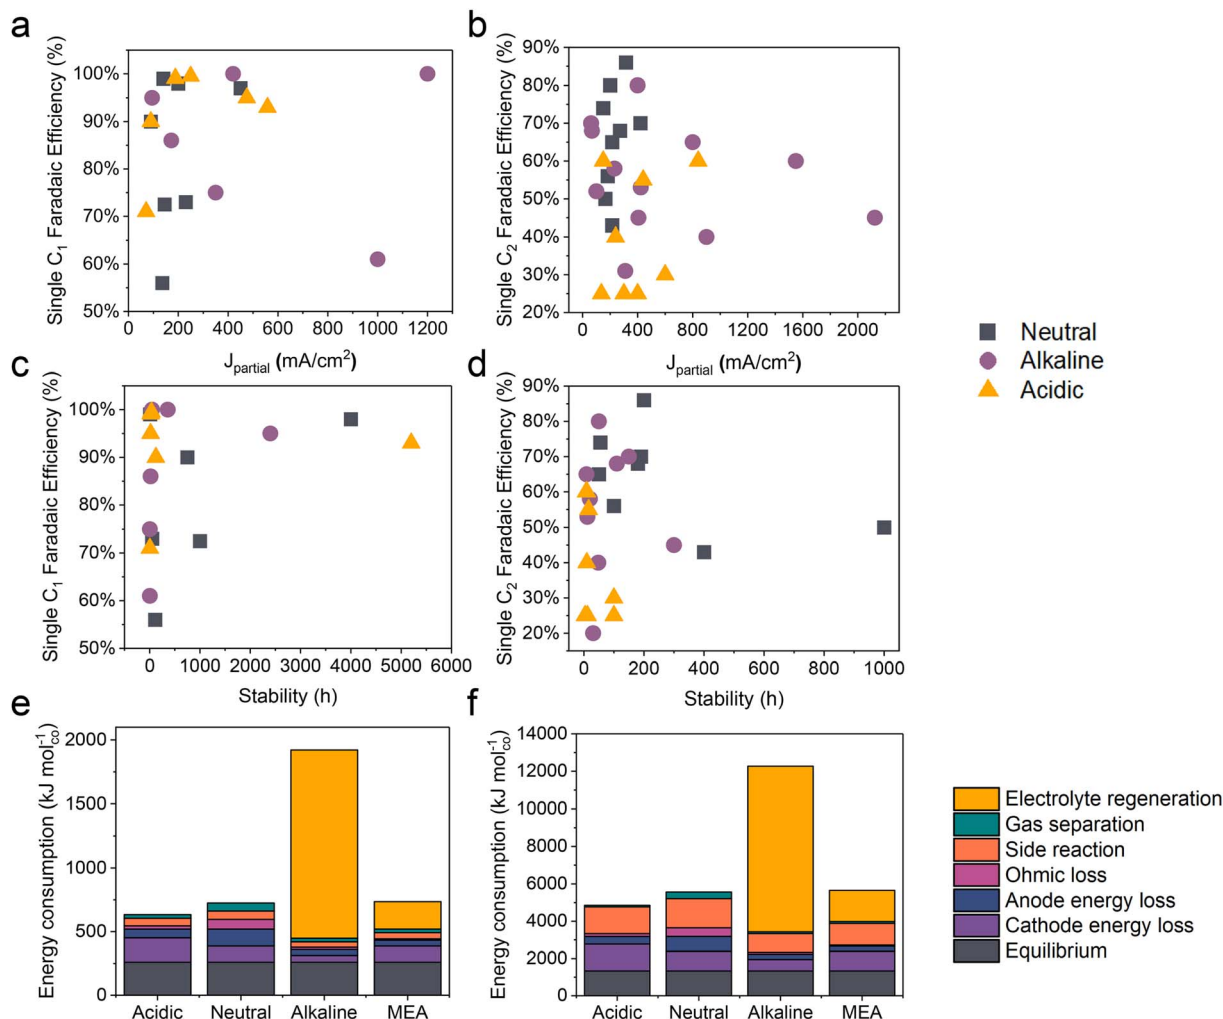 a
Single C1 Faradaic Efficiency (%)
100%
90%
80%
70%
60%
50%
0 200 400 600 800 1000 1200
Jpartial (mA/cm²)
b
Single C2 Faradaic Efficiency (%)
90%
80%
70%
60%
50%
40%
30%
20%
0 400 800 1200 1600 2000
Jpartial (mA/cm²)
Neutral
Alkaline
Acidic
c
Single C1 Faradaic Efficiency (%)
100%
90%
80%
70%
60%
50%
0 1000 2000 3000 4000 5000 6000
Stability (h)
d
Single C2 Faradaic Efficiency (%)
90%
80%
70%
60%
50%
40%
30%
20%
0 200 400 600 800 1000
Stability (h)
e
Energy consumption (kJ mol-1co)
2000
1500
1000
500
0
Acidic Neutral Alkaline MEA
f
Energy consumption (kJ mol-1co)
14000
12000
10000
8000
6000
4000
2000
0
Acidic Neutral Alkaline MEA
Electrolyte regeneration
Gas separation
Side reaction
Ohmic loss
Anode energy loss
Cathode energy loss
Equilibrium